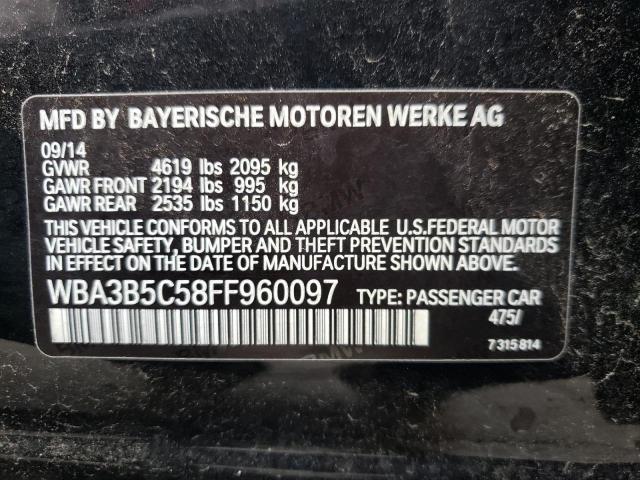 MFD BY BAYERISCHE MOTOREN WERKE AG
09/14
GVWR 4619 lbs 2095 kg
GAWR FRONT 2194 lbs 995 kg
GAWR REAR 2535 lbs 1150 kg
THIS VEHICLE CONFORMS TO ALL APPLICABLE U.S.FEDERAL MOTOR
VEHICLE SAFETY, BUMPER AND THEFT PREVENTION STANDARDS
IN EFFECT ON THE DATE OF MANUFACTURE SHOWN ABOVE.
WBA3B5C58FF960097 TYPE: PASSENGER CAR
475/
7 315 814